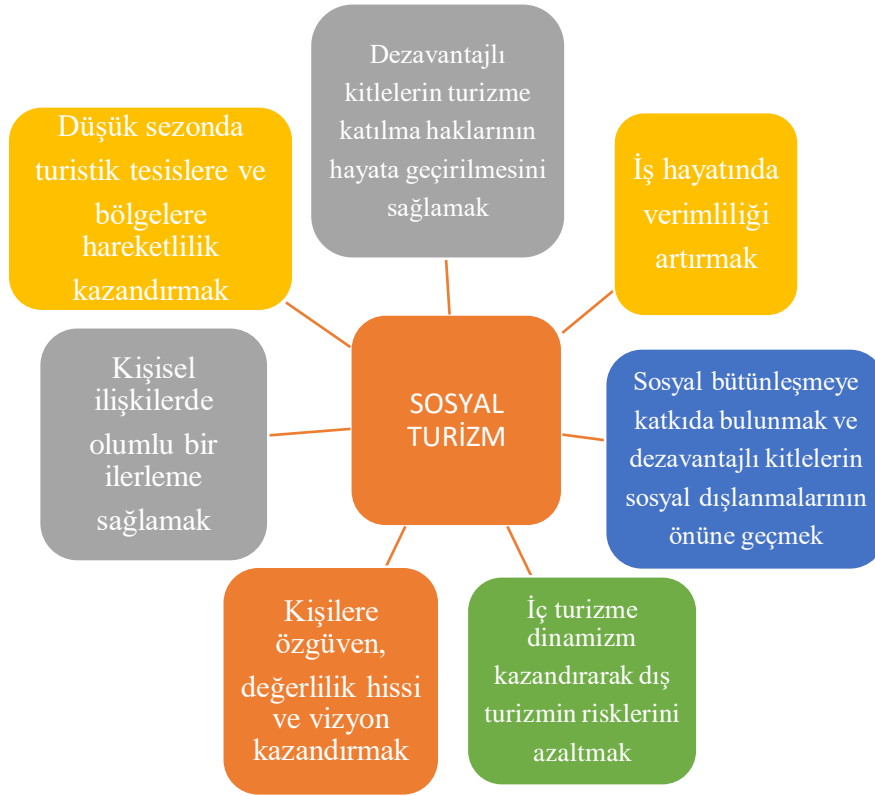 Dezavantajlı
kitlelerin turizme
katılma haklarının
hayata geçirilmesini
sağlamak
İş hayatında
verimliliği
artırmak
Sosyal bütünleşmeye
katkıda bulunmak ve
dezavantajlı kitlelerin
sosyal dışlanmalarının
önüne geçmek
İç turizme
dinamizm
kazandırarak dış
turizmin risklerini
azaltmak
Kişilere
özgüven,
değerlilik hissi
ve vizyon
kazandırmak
Kişisel
ilişkilerde
olumlu bir
ilerleme
sağlamak
Düşük sezonda
turistik tesislere ve
bölgelere
hareketlilik
kazandırmak
SOSYAL
TURİZM